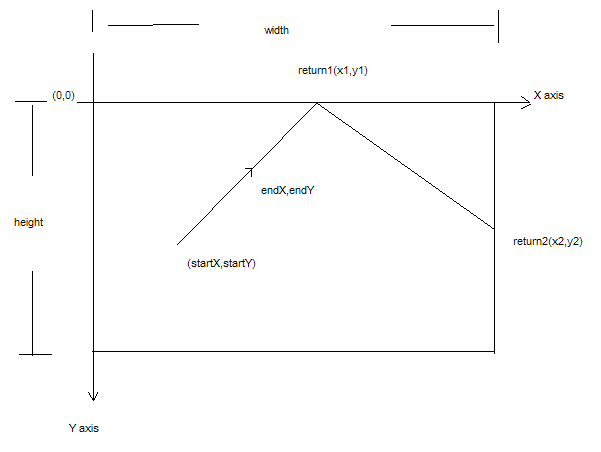 width
return1(x1,y1)
(0,0)
X axis
endX,endY
height
return2(x2,y2)
(startX,startY)
Y axis